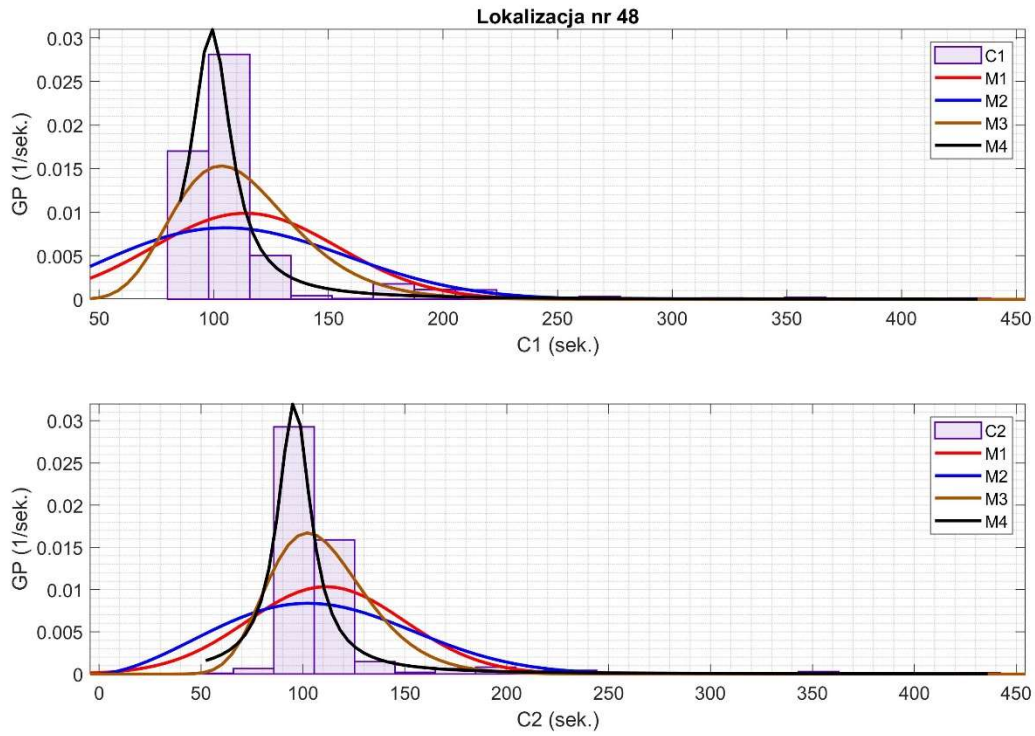 Lokalizacja nr 48
0.03
0.025
0.02
0.015
0.01
0.005
0
GP (1/sek.)
50 100 150 200 250 300 350 400 450
C1 (sek.)
C1
M1
M2
M3
M4
0.03
0.025
0.02
0.015
0.01
0.005
0
GP (1/sek.)
0 50 100 150 200 250 300 350 400 450
C2 (sek.)
C2
M1
M2
M3
M4